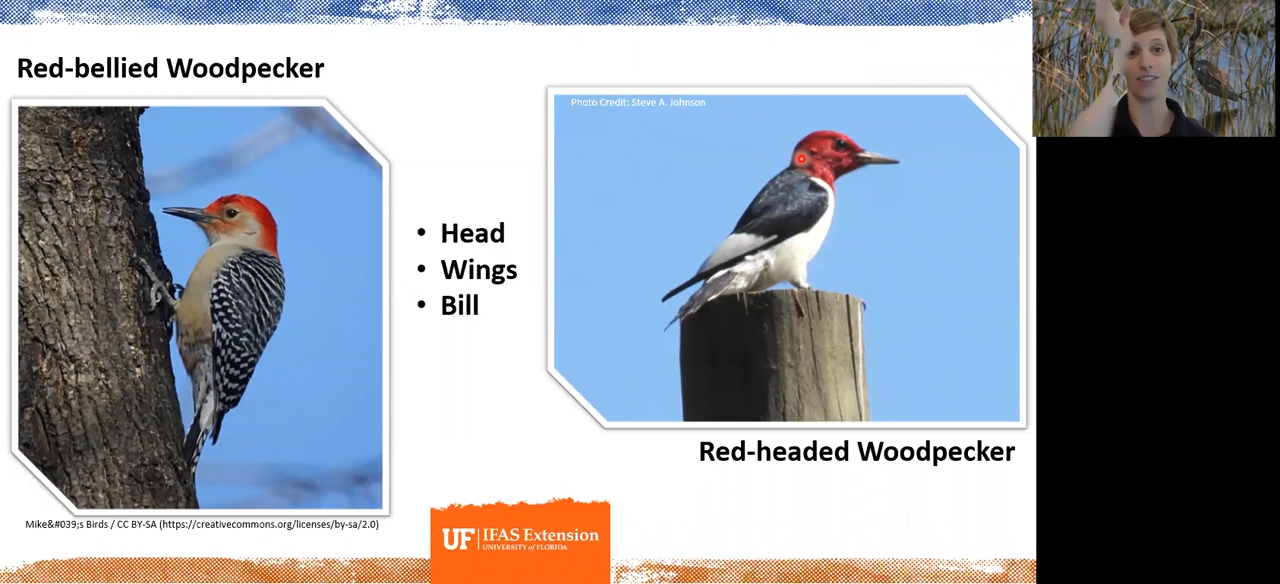 Red-bellied Woodpecker
Photo Credit: Steve A. Johnson
• Head
• Wings
• Bill
Red-headed Woodpecker
Mike&#039;s Birds / CC BY-SA (https://creativecommons.org/licenses/by-sa/2.0)
UF IFAS Extension
UNIVERSITY of FLORIDA